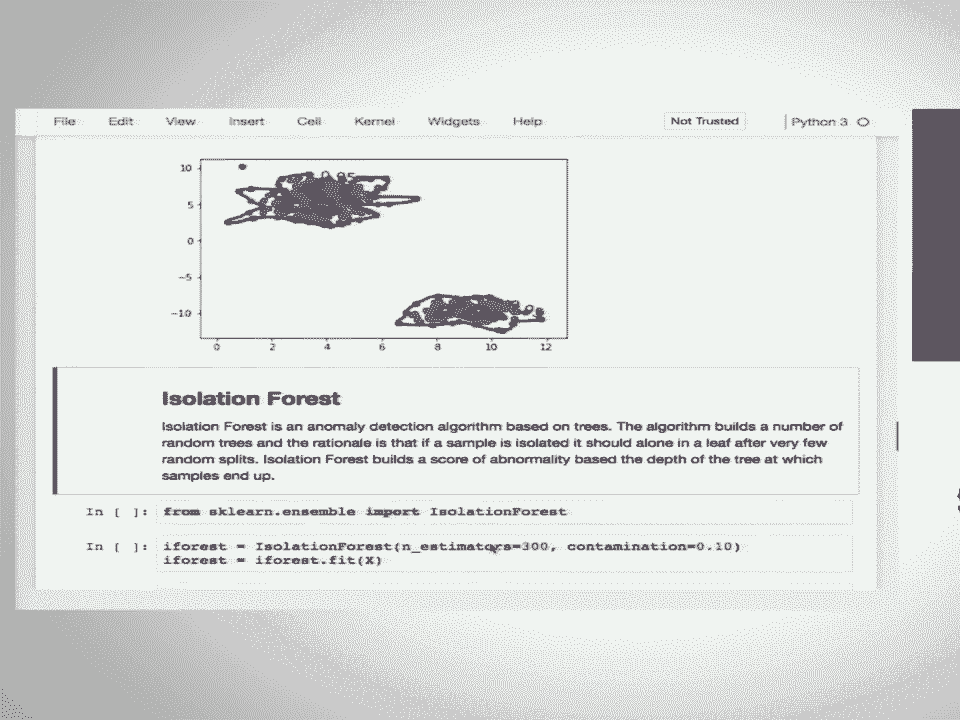 File Edit View Insert Cell Kernel Widgets Help Not Trusted Python 3
10
5
0
−5
−10
0 2 4 6 8 10 12
Isolation Forest
Isolation Forest is an anomaly detection algorithm based on trees. The algorithm builds a number of
random trees and the rationale is that if a sample is isolated it should alone in a leaf after very few
random splits. Isolation Forest builds a score of abnormality based the depth of the tree at which
samples end up.
In [ ]: from sklearn.ensemble import IsolationForest
In [ ]: iforest = IsolationForest(n_estimators=300, contamination=0.10)
iforest = iforest.fit(X)